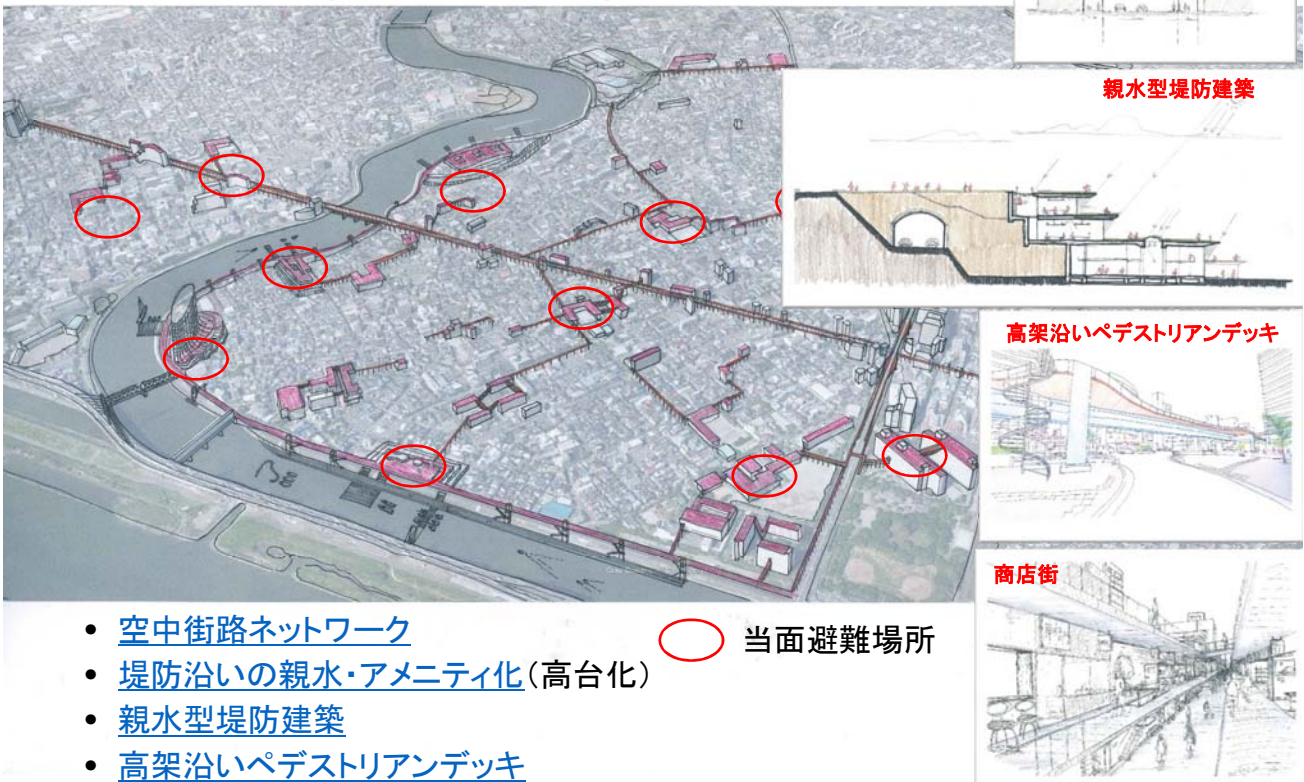 親水型堤防建築
高架沿いペデストリアンデッキ
商店街
• 空中街路ネットワーク
• 堤防沿いの親水・アメニティ化(高台化)
• 親水型堤防建築
• 高架沿いペデストリアンデッキ
当面避難場所